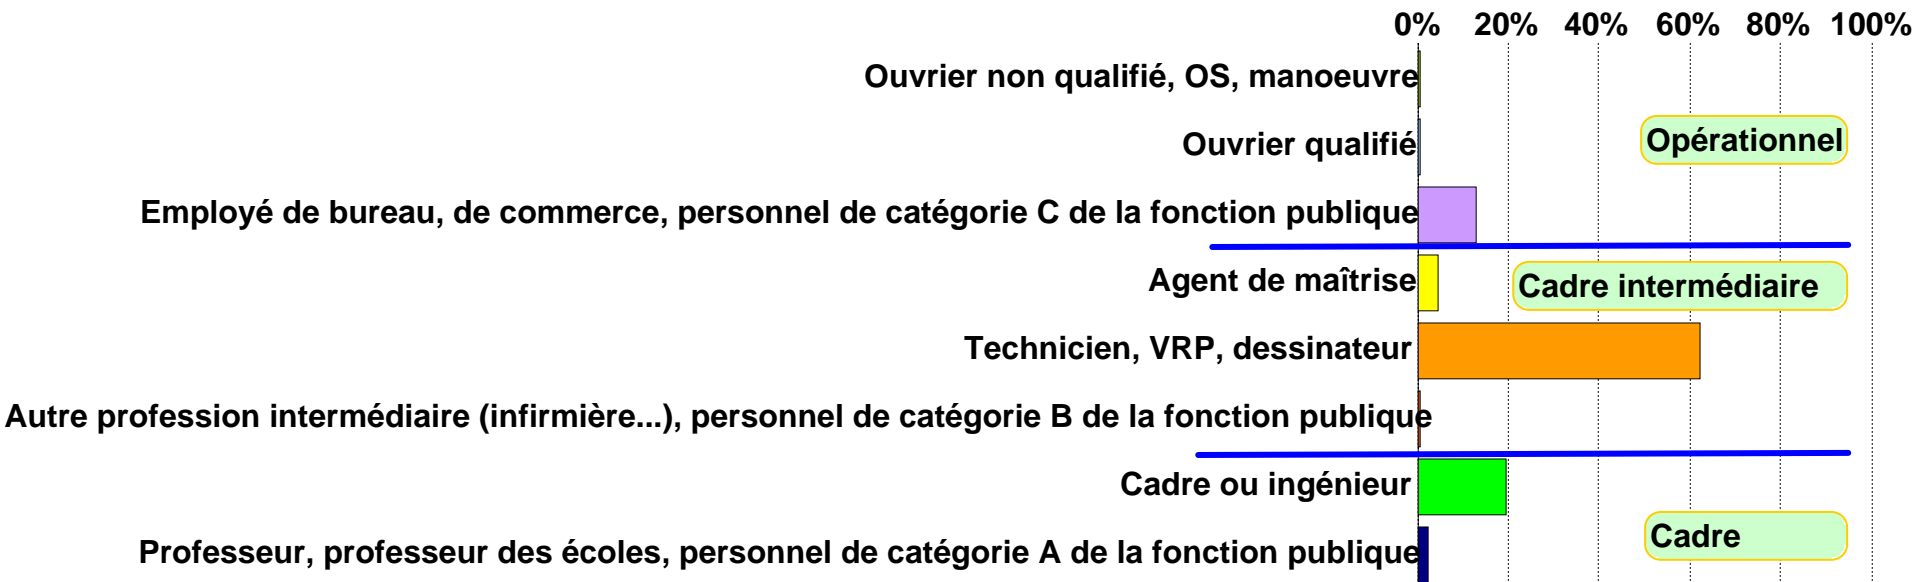 0% 20% 40% 60% 80% 100%
Ouvrier non qualifié, OS, manoeuvre
Ouvrier qualifié
Opérationnel
Employé de bureau, de commerce, personnel de catégorie C de la fonction publique
Agent de maîtrise
Cadre intermédiaire
Technicien, VRP, dessinateur
Autre profession intermédiaire (infirmière...), personnel de catégorie B de la fonction publique
Cadre ou ingénieur
Cadre
Professeur, professeur des écoles, personnel de catégorie A de la fonction publique